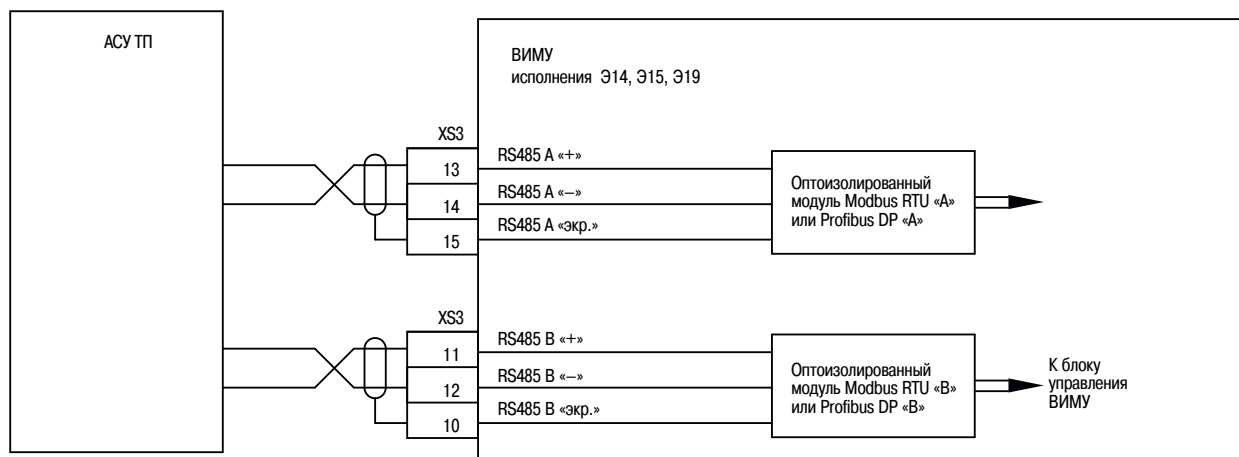 АСУ ТП
ВИМУ
исполнения Э14, Э15, Э19
XS3
13
14
15
RS485 A «+»
RS485 A «–»
RS485 A «экр.»
Оптоизолированный
модуль Modbus RTU «А»
или Profibus DP «А»
XS3
11
12
10
RS485 B «+»
RS485 B «–»
RS485 B «экр.»
Оптоизолированный
модуль Modbus RTU «В»
или Profibus DP «В»
К блоку
управления
ВИМУ